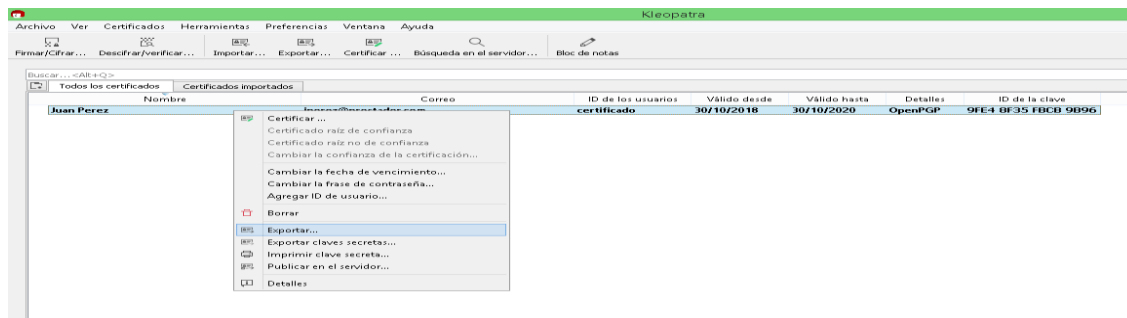 Kleopatra
Archivo Ver Certificados Herramientas Preferencias Ventana Ayuda
Firmar/Cifrar... Descifrar/verificar... Importar... Exportar... Certificar ... Búsqueda en el servidor... Bloc de notas
Buscar...<Alt+Q>
Todos los certificados Certificados importados
Nombre Correo ID de los usuarios Válido desde Válido hasta Detalles ID de la clave
Juan Perez certificado 30/10/2018 30/10/2020 OpenPGP 9FE4 8F35 FBCB 9B96
Certificar ...
Certificado raíz de confianza
Certificado raíz no de confianza
Cambiar la confianza de la certificación...
Cambiar la fecha de vencimiento...
Cambiar la frase de contraseña...
Agregar ID de usuario...
Borrar
Exportar...
Exportar claves secretas...
Imprimir clave secreta...
Publicar en el servidor...
Detalles